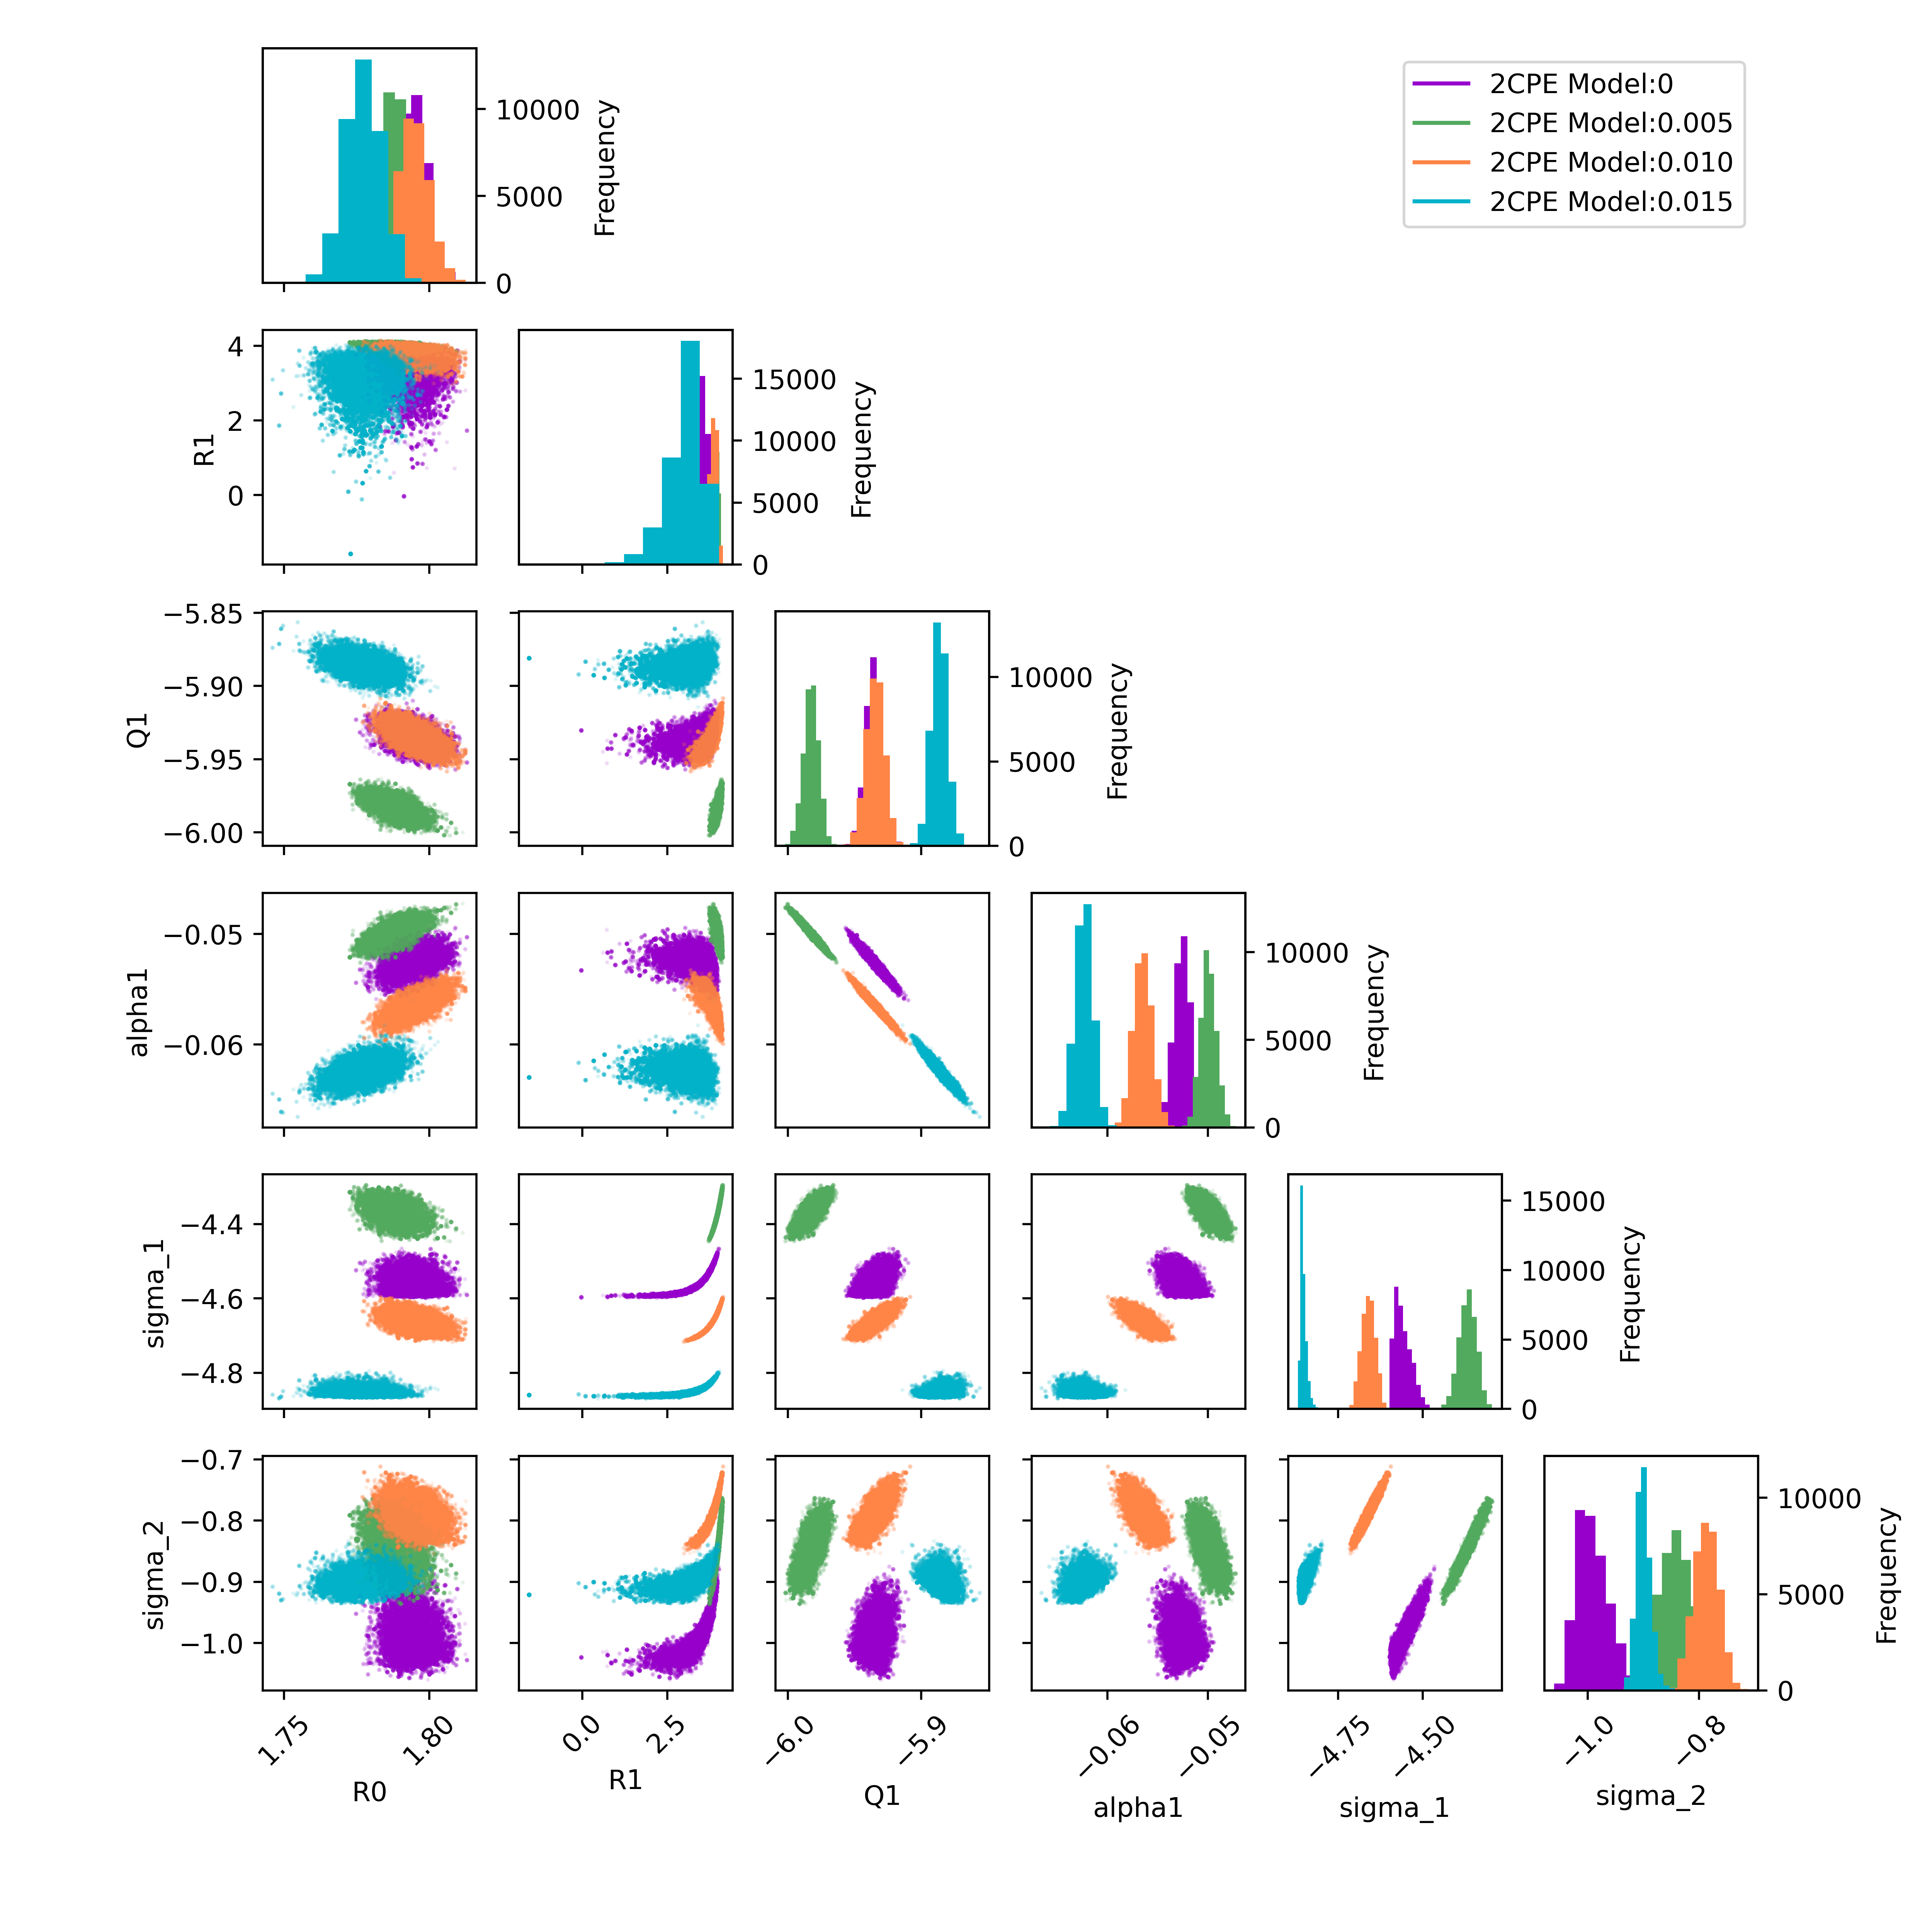 2CPE Model:0
2CPE Model:0.005
2CPE Model:0.010
2CPE Model:0.015
10000
5000
0
Frequency
4
2
0
R1
15000
10000
5000
0
Frequency
−5.85
−5.90
−5.95
−6.00
Q1
10000
5000
0
Frequency
−0.05
−0.06
alpha1
10000
5000
0
Frequency
−4.4
−4.6
−4.8
sigma_1
15000
10000
5000
0
Frequency
−0.7
−0.8
−0.9
−1.0
sigma_2
10000
5000
0
Frequency
1.75
1.80
R0
0.0
2.5
R1
−6.0
−5.9
Q1
−0.06
−0.05
alpha1
−4.75
−4.50
sigma_1
−1.0
−0.8
sigma_2